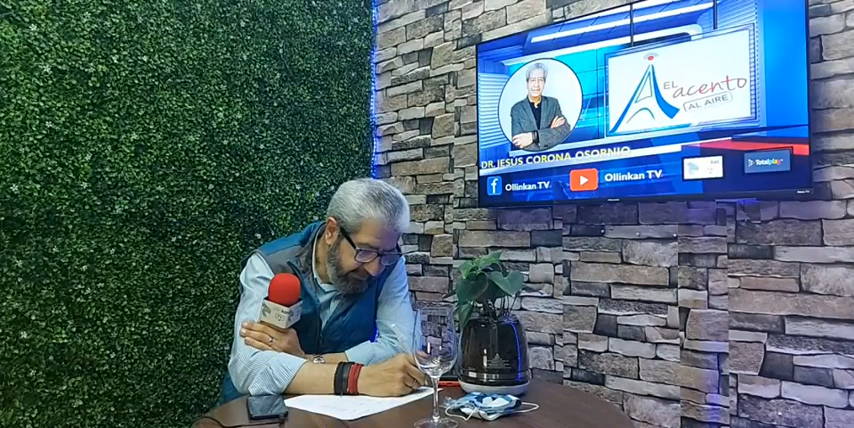 EL
acento
AL AIRE
DR. JESUS CORONA OSORNIO
Ollinkan TV
Ollinkan TV
Totalplay